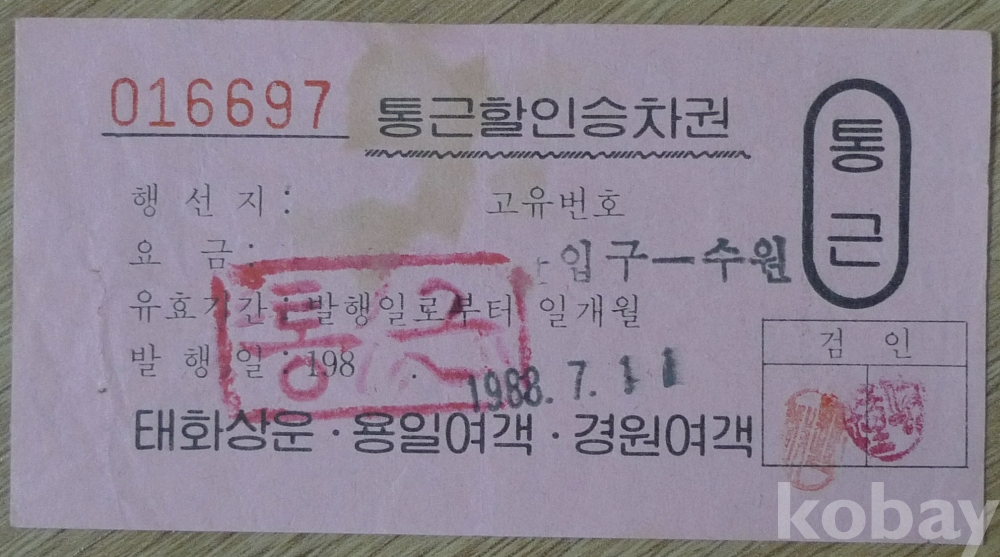 016697 통근할인승차권
통근
행 선 지 :
고유번호
요 금 :
입구-수원
유효기간 : 발행일로부터 일개월
발 행 일 : 198 .
통근
1988. 7. 11
검 인
태화상운 · 용일여객 · 경원여객
kobay